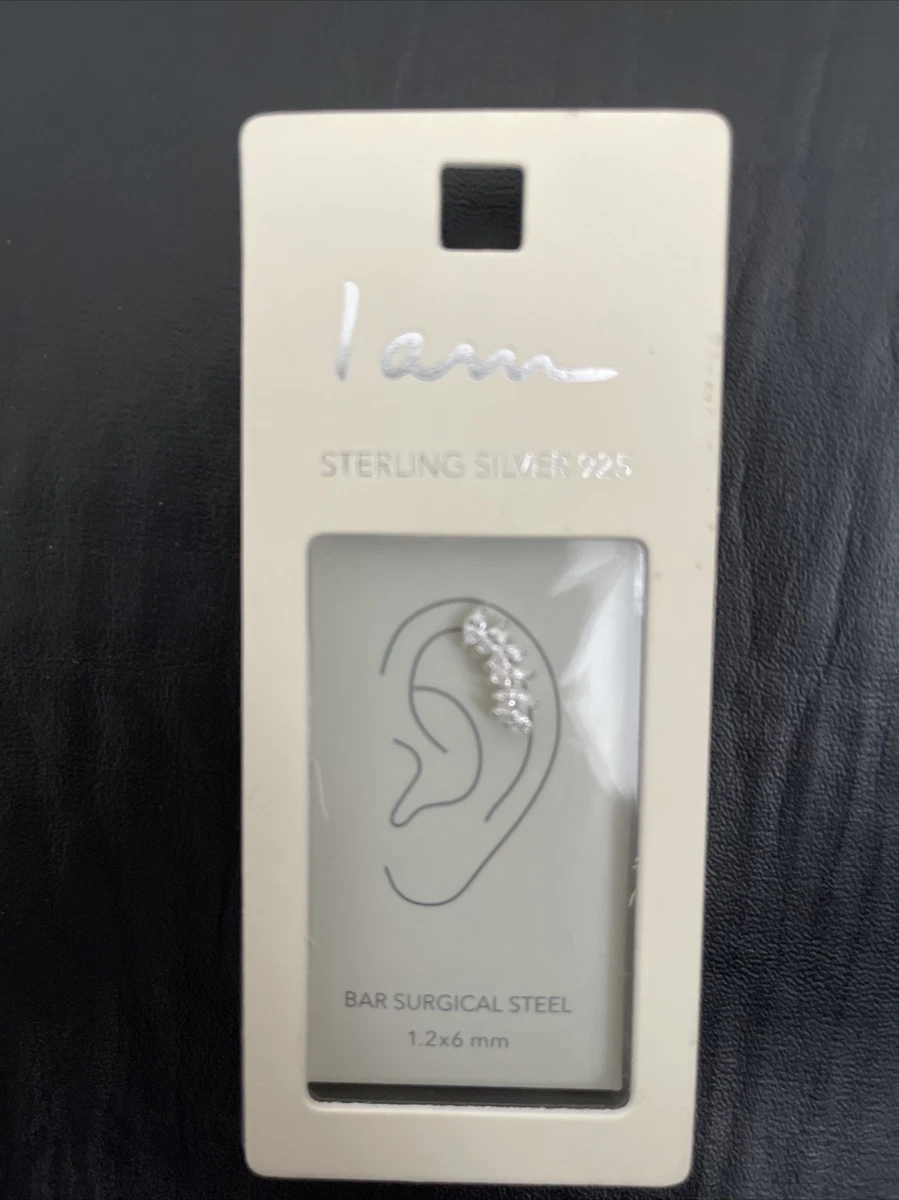 I am
STERLING SILVER 925
BAR SURGICAL STEEL
1.2x6 mm